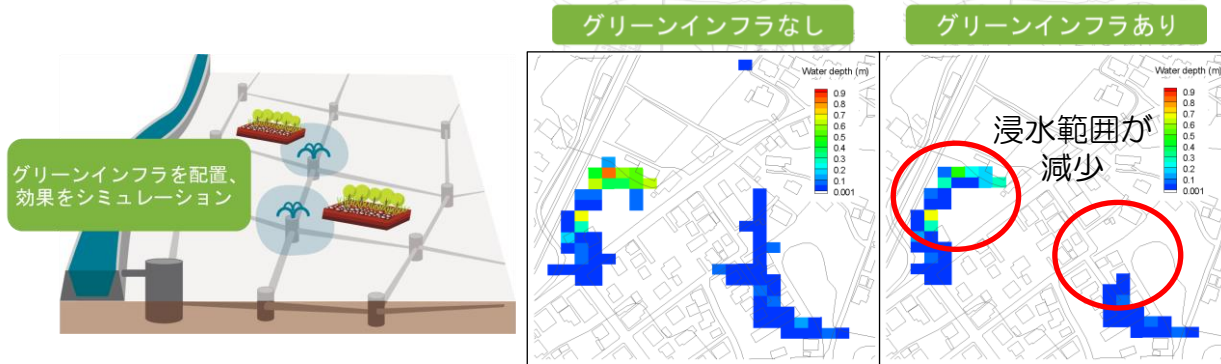 グリーンインフラを配置、
効果をシミュレーション
グリーンインフラなし
Water depth (m)
0.9
0.8
0.7
0.6
0.5
0.4
0.3
0.2
0.1
0.001
グリーンインフラあり
Water depth (m)
0.9
0.8
0.7
0.6
0.5
0.4
0.3
0.2
0.1
0.001
浸水範囲が
減少